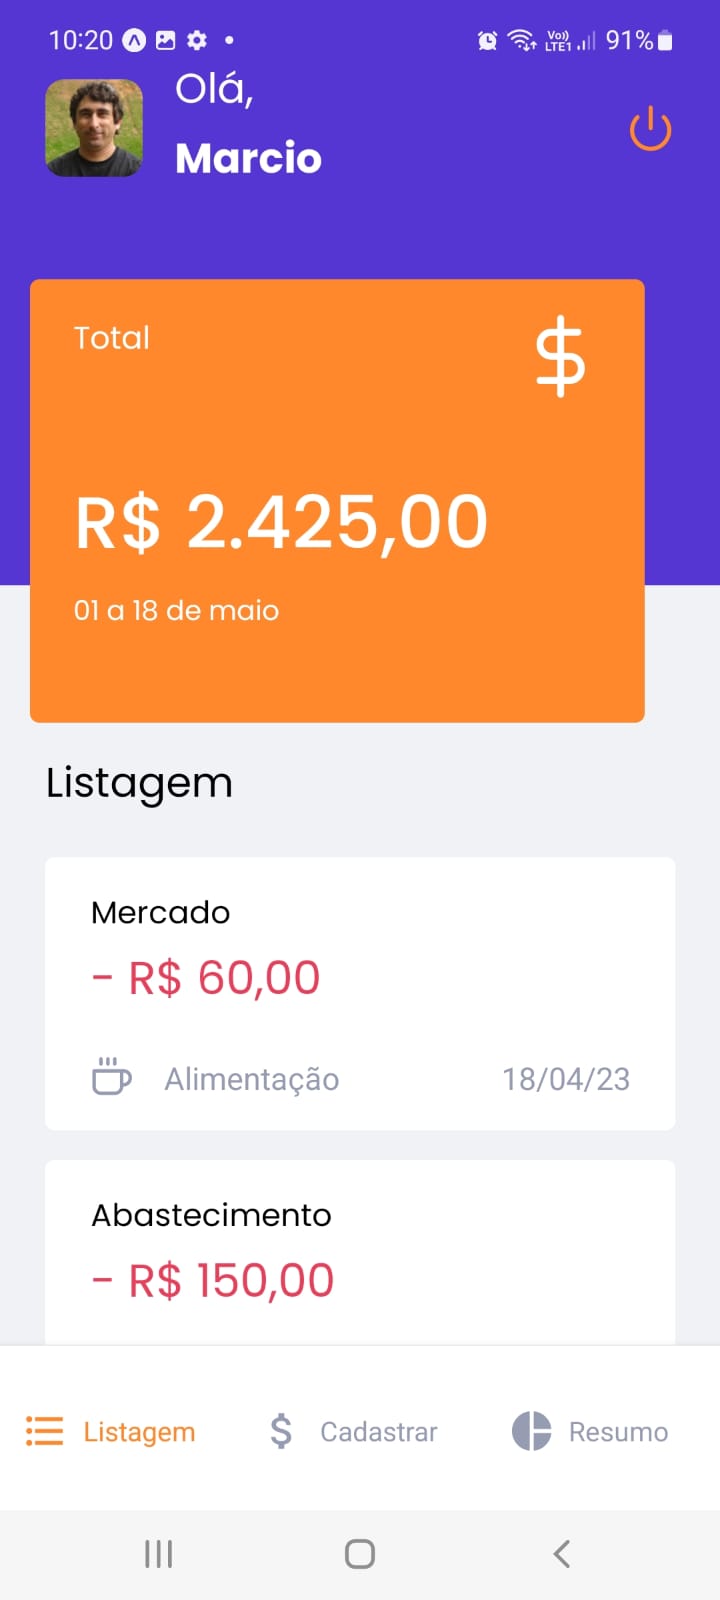 10:20 Vo)) LTE1 91%
Olá,
Marcio
Total
$
R$ 2.425,00
01 a 18 de maio
Listagem
Mercado
- R$ 60,00
Alimentação 18/04/23
Abastecimento
- R$ 150,00
Listagem $ Cadastrar Resumo